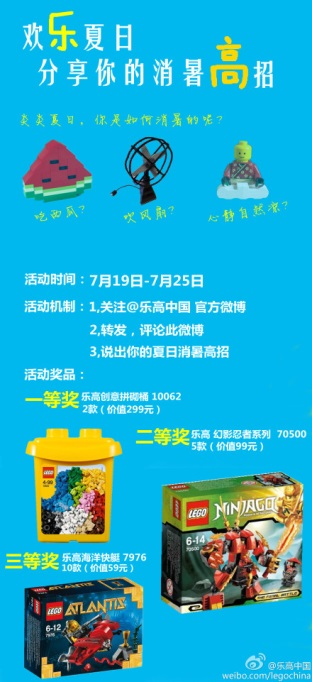 欢乐夏日
分享你的消暑高招
炎炎夏日，你是如何消暑的呢？
吃西瓜？ 吹风扇？ 心静自然凉？
活动时间：7月19日-7月25日
活动机制：1,关注@乐高中国 官方微博
2,转发，评论此微博
3,说出你的夏日消暑高招
活动奖品：
一等奖 乐高创意拼砌桶 10062
2款（价值299元）
二等奖 乐高 幻影忍者系列 70500
5款（价值99元）
LEGO
4-99
LEGO NINJAGO
6-14
70500
三等奖 乐高海洋快艇 7976
10款（价值59元）
LEGO ATLANTIS
6-12
7976
@乐高中国
weibo.com/legochina